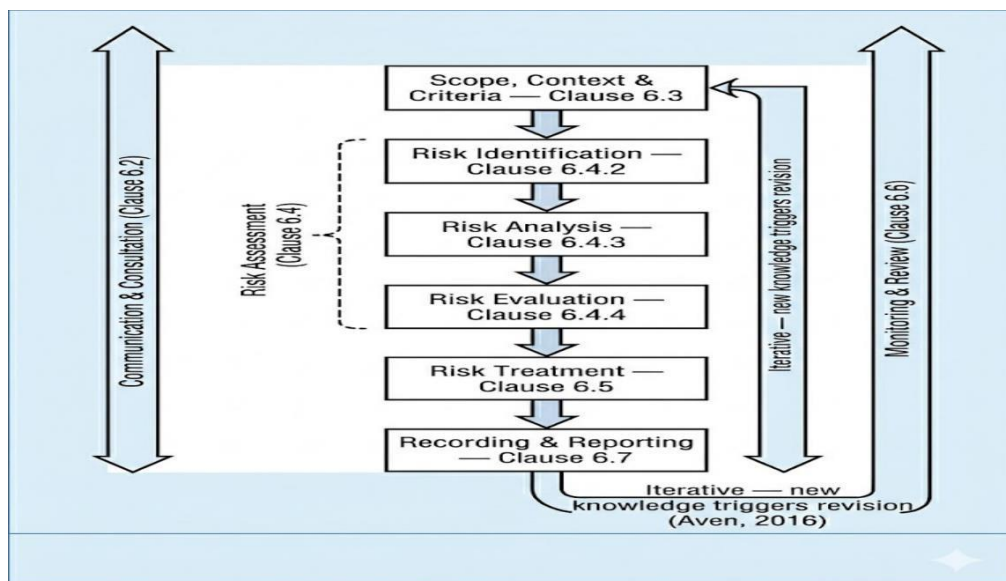 Scope, Context &
Criteria — Clause 6.3
Risk Identification —
Clause 6.4.2
Risk Analysis —
Clause 6.4.3
Risk Evaluation —
Clause 6.4.4
Risk Treatment —
Clause 6.5
Recording & Reporting
— Clause 6.7
Communication & Consultation (Clause 6.2)
Risk Assessment
(Clause 6.4)
Iterative — new knowledge triggers revision
Monitoring & Review (Clause 6.6)
Iterative — new
knowledge triggers revision
(Aven, 2016)